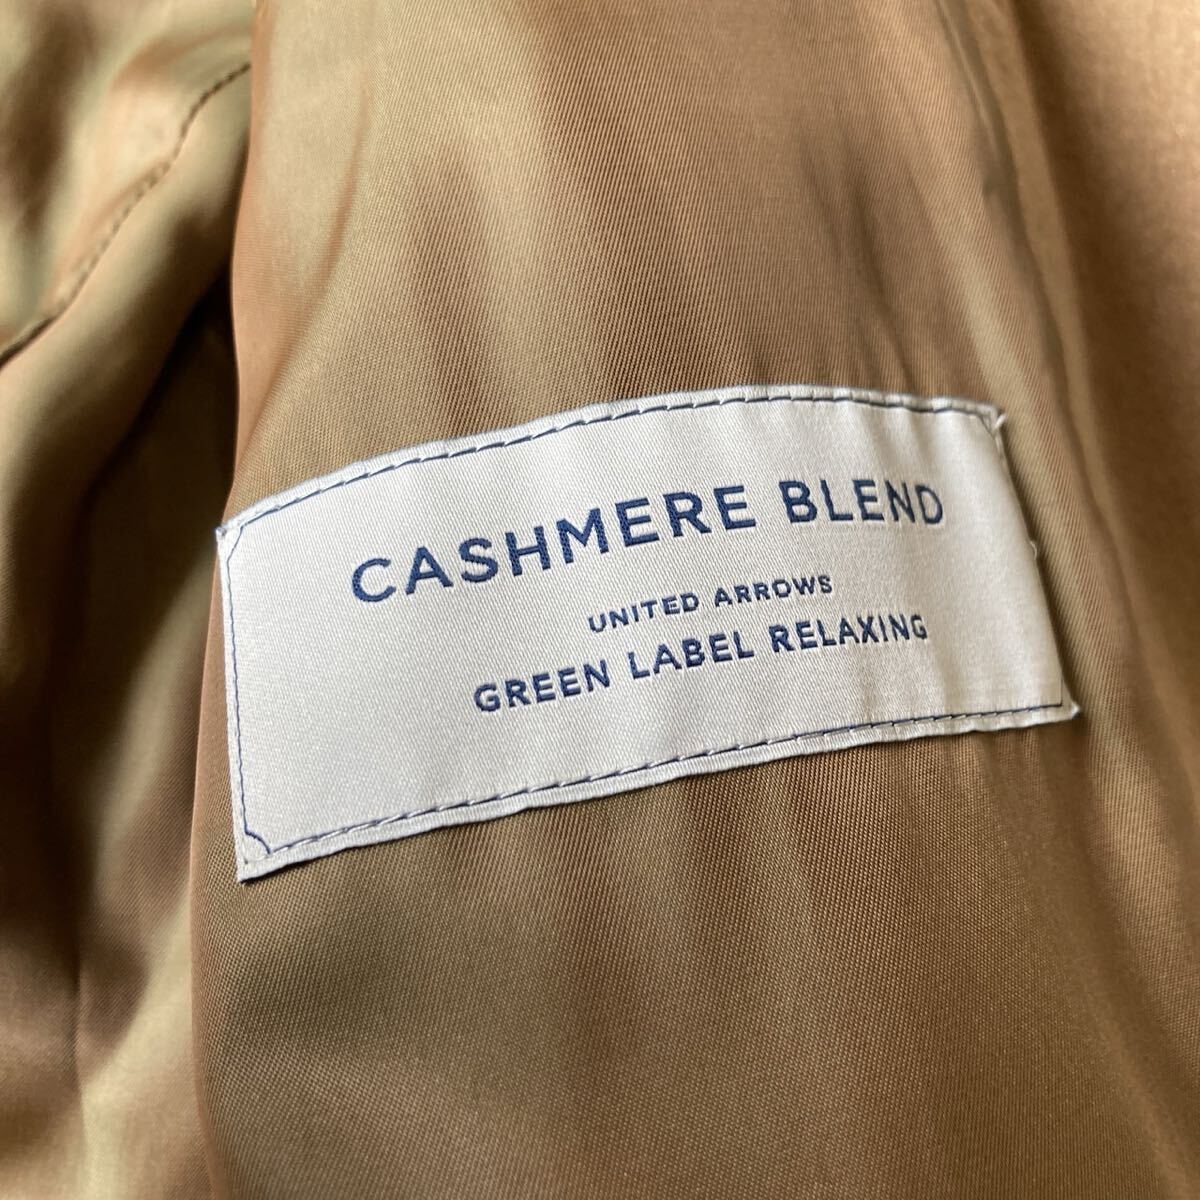 CASHMERE BLEND
UNITED ARROWS
GREEN LABEL RELAXING